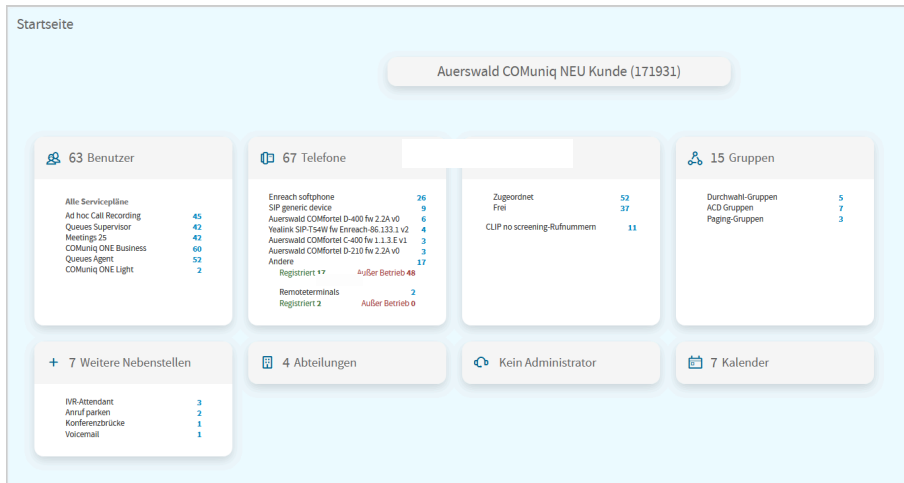 Startseite
Auerswald COMuniq NEU Kunde (171931)
63 Benutzer
Alle Servicepläne
Ad hoc Call Recording 45
Queues Supervisor 42
Meetings 25 42
COMuniq ONE Business 60
Queues Agent 52
COMuniq ONE Light 2
67 Telefone
Enreach softphone 26
SIP generic device 9
Auerswald COMfortel D-400 fw 2.2A v0 6
Yealink SIP-T54W fw Enreach-86.133.1 v2 4
Auerswald COMfortel C-400 fw 1.1.3.E v1 3
Auerswald COMfortel D-210 fw 2.2A v0 3
Andere 17
Registriert 17 Außer Betrieb 48
Remoteterminals 2
Registriert 2 Außer Betrieb 0
Zugeordnet 52
Frei 37
CLIP no screening-Rufnummern 11
15 Gruppen
Durchwahl-Gruppen 5
ACD Gruppen 7
Paging-Gruppen 3
+ 7 Weitere Nebenstellen
IVR-Attendant 3
Anruf parken 2
Konferenzbrücke 1
Voicemail 1
4 Abteilungen
Kein Administrator
7 Kalender